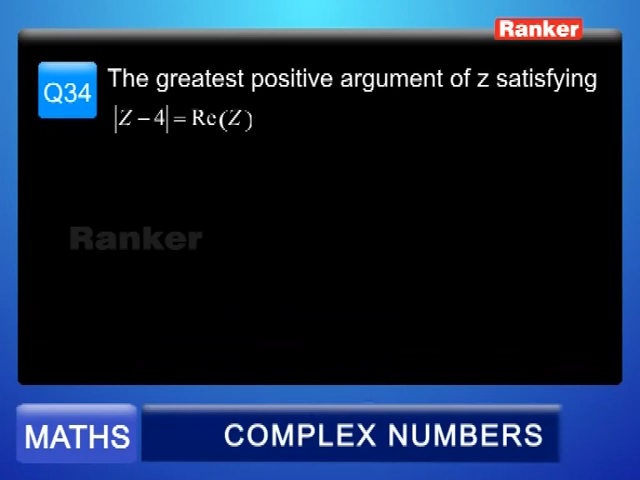 Ranker
Q34 The greatest positive argument of z satisfying
|Z − 4| = Re(Z)
Ranker
MATHS COMPLEX NUMBERS